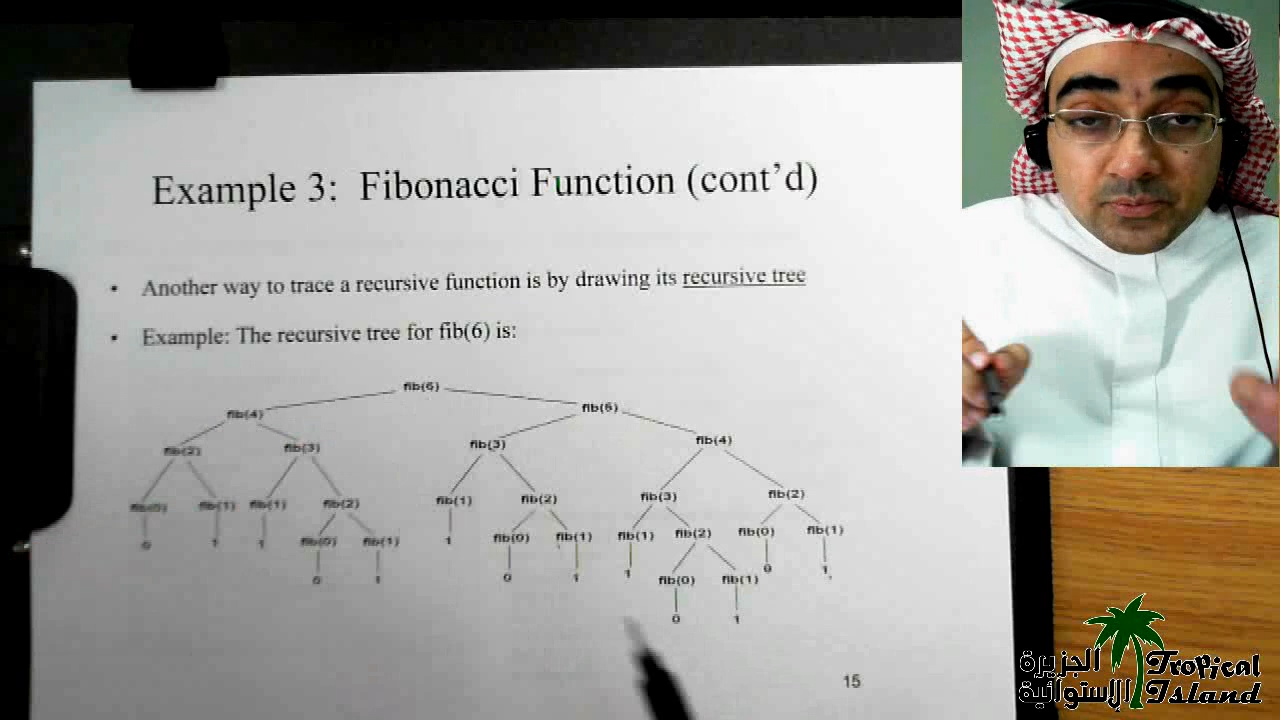 Example 3: Fibonacci Function (cont'd)
• Another way to trace a recursive function is by drawing its recursive tree
• Example: The recursive tree for fib(6) is:
fib(6)
fib(4) fib(5)
fib(2) fib(3) fib(3) fib(4)
fib(0) fib(1) fib(1) fib(2) fib(1) fib(2) fib(3) fib(2)
0 1 1 fib(0) fib(1) 1 fib(0) fib(1) fib(1) fib(2) fib(0) fib(1)
0 1 0 1 1 fib(0) fib(1) 0 1
0 1
15
الجزيرة Tropical
الإستوائية Island